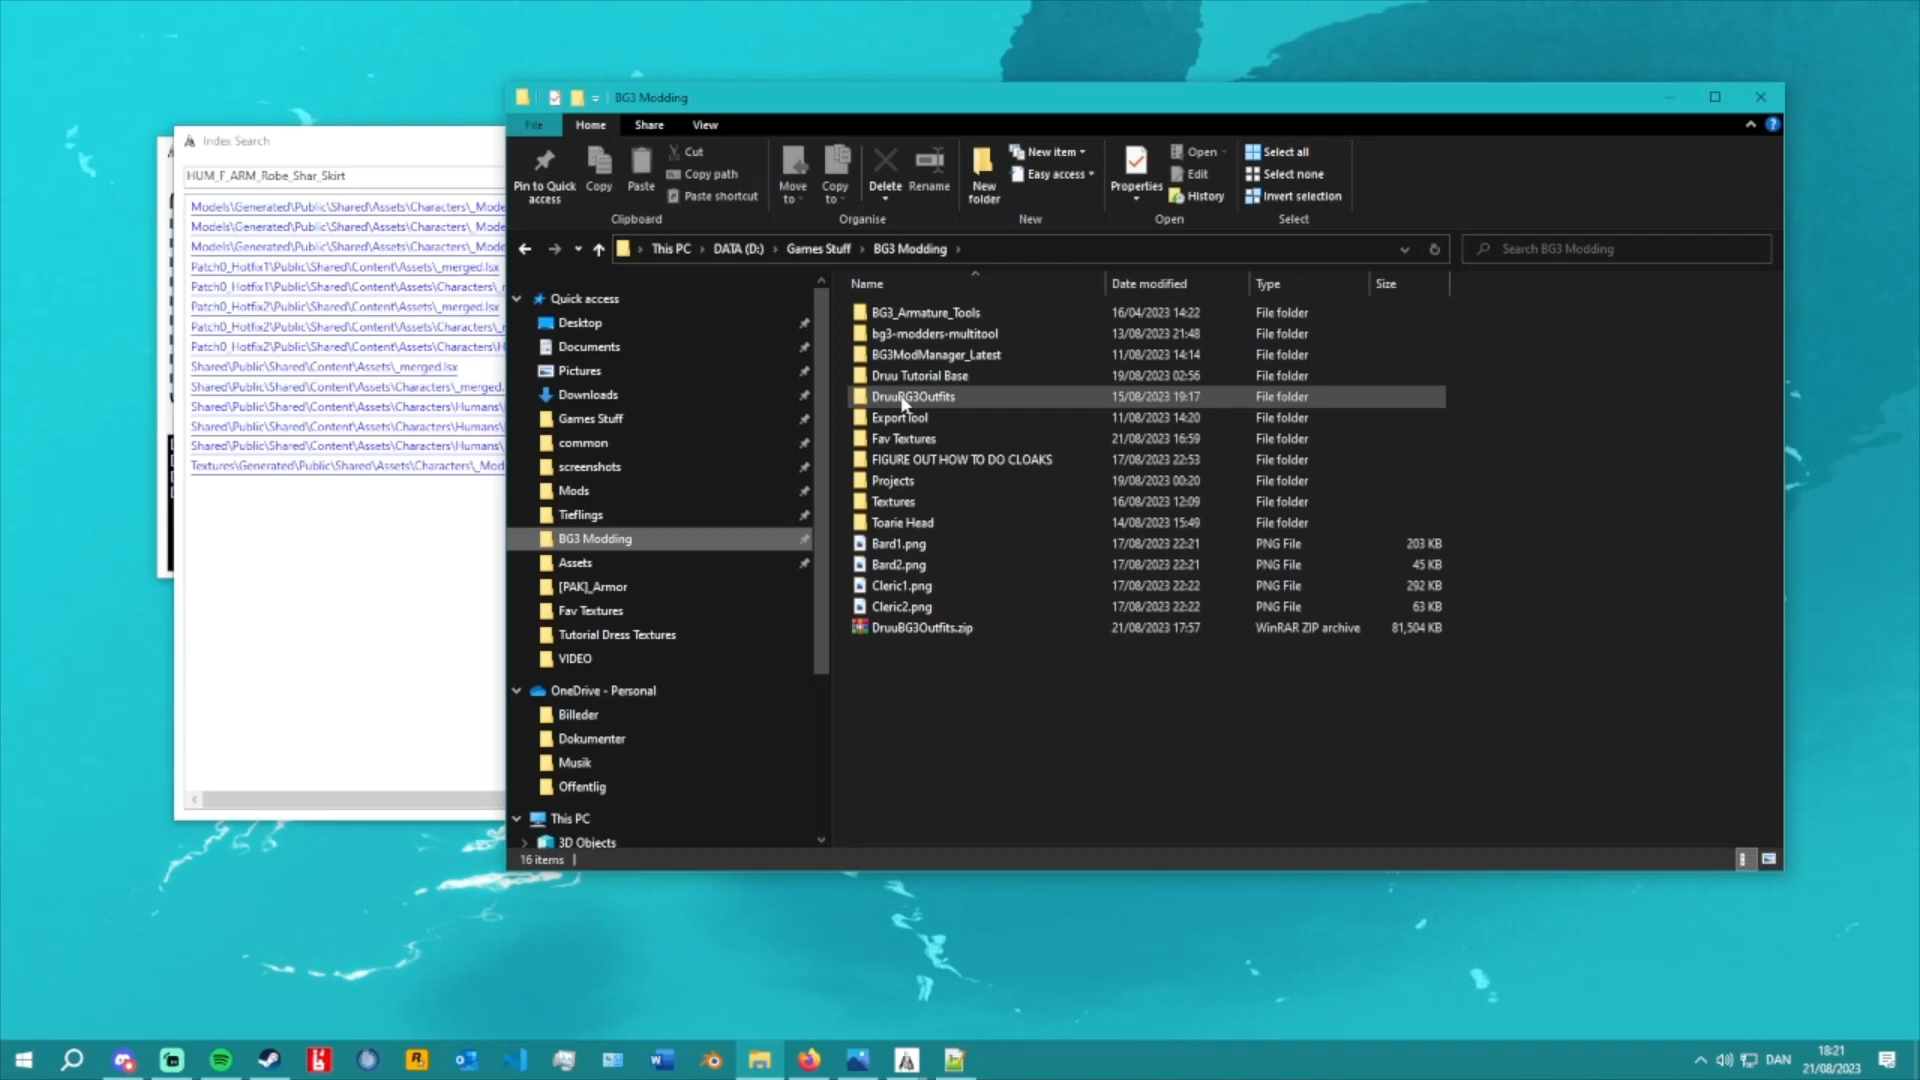 Index Search
HUM_F_ARM_Robe_Shar_Skirt
Models\Generated\Public\Shared\Assets\Characters\_Mode
Models\Generated\Public\Shared\Assets\Characters\_Mode
Models\Generated\Public\Shared\Assets\Characters\_Mode
Patch0_Hotfix1\Public\Shared\Content\Assets\_merged.lsx
Patch0_Hotfix1\Public\Shared\Content\Assets\Characters\_r
Patch0_Hotfix2\Public\Shared\Content\Assets\_merged.lsx
Patch0_Hotfix2\Public\Shared\Content\Assets\Characters\_r
Patch0_Hotfix2\Public\Shared\Content\Assets\Characters\H
Shared\Public\Shared\Content\Assets\_merged.lsx
Shared\Public\Shared\Content\Assets\Characters\_merged.
Shared\Public\Shared\Content\Assets\Characters\Humans\
Shared\Public\Shared\Content\Assets\Characters\Humans\
Shared\Public\Shared\Content\Assets\Characters\Humans\
Textures\Generated\Public\Shared\Assets\Characters\_Mod
BG3 Modding
File Home Share View
Pin to Quick access
Copy
Paste
Cut
Copy path
Paste shortcut
Clipboard
Move to
Copy to
Delete
Rename
Organise
New folder
New item
Easy access
New
Properties
Open
Edit
History
Open
Select all
Select none
Invert selection
Select
This PC > DATA (D:) > Games Stuff > BG3 Modding >
Search BG3 Modding
Quick access
Desktop
Documents
Pictures
Downloads
Games Stuff
common
screenshots
Mods
Tieflings
BG3 Modding
Assets
[PAK]_Armor
Fav Textures
Tutorial Dress Textures
VIDEO
OneDrive - Personal
Billeder
Dokumenter
Musik
Offentlig
This PC
3D Objects
Name Date modified Type Size
BG3_Armature_Tools 16/04/2023 14:22 File folder
bg3-modders-multitool 13/08/2023 21:48 File folder
BG3ModManager_Latest 11/08/2023 14:14 File folder
Druu Tutorial Base 19/08/2023 02:56 File folder
DruuBG3Outfits 15/08/2023 19:17 File folder
ExportTool 11/08/2023 14:20 File folder
Fav Textures 21/08/2023 16:59 File folder
FIGURE OUT HOW TO DO CLOAKS 17/08/2023 22:53 File folder
Projects 19/08/2023 00:20 File folder
Textures 16/08/2023 12:09 File folder
Toarie Head 14/08/2023 15:49 File folder
Bard1.png 17/08/2023 22:21 PNG File 203 KB
Bard2.png 17/08/2023 22:21 PNG File 45 KB
Cleric1.png 17/08/2023 22:22 PNG File 292 KB
Cleric2.png 17/08/2023 22:22 PNG File 63 KB
DruuBG3Outfits.zip 21/08/2023 17:57 WinRAR ZIP archive 81,504 KB
16 items
DAN
18:21
21/08/2023